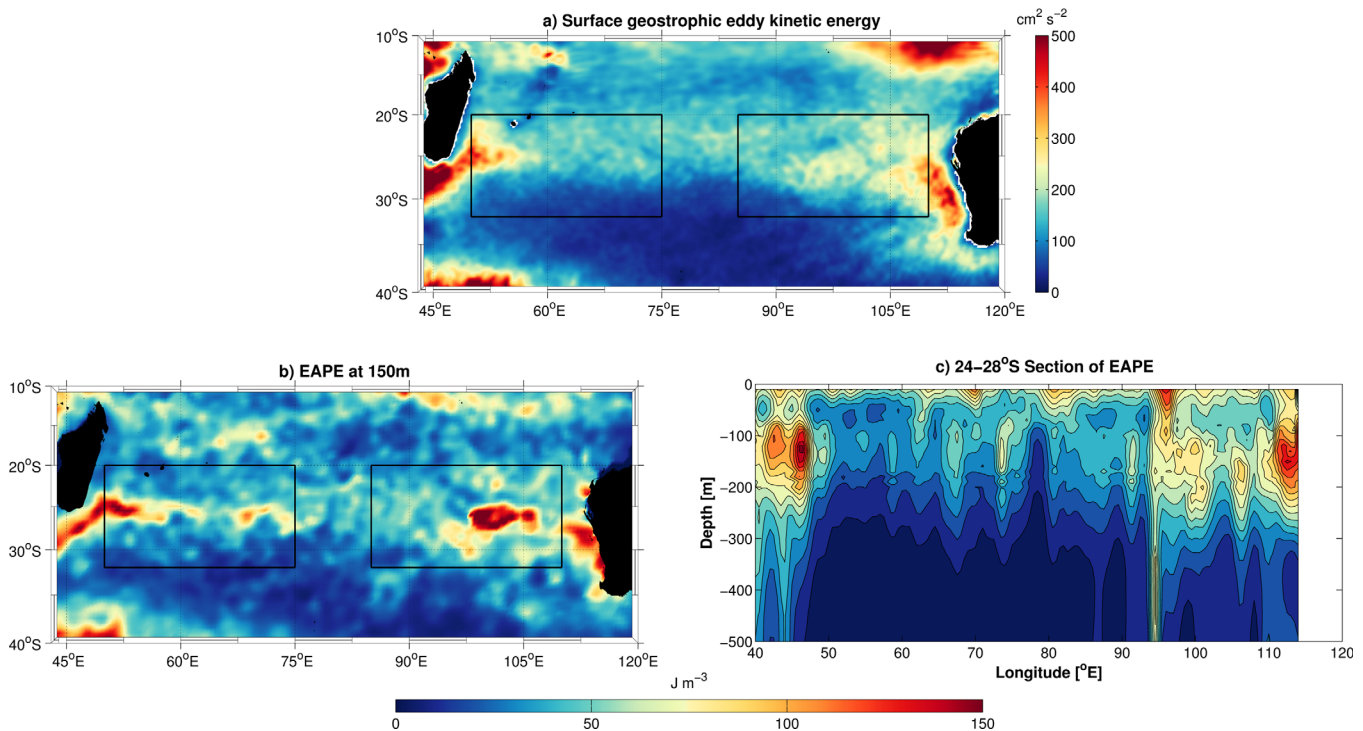 a) Surface geostrophic eddy kinetic energy
cm² s⁻²
10°S
20°S
30°S
40°S
45°E 60°E 75°E 90°E 105°E 120°E
500
400
300
200
100
0
b) EAPE at 150m
10°S
20°S
30°S
40°S
45°E 60°E 75°E 90°E 105°E 120°E
c) 24−28°S Section of EAPE
Depth [m]
0
−100
−200
−300
−400
−500
40 50 60 70 80 90 100 110 120
Longitude [°E]
J m⁻³
0 50 100 150